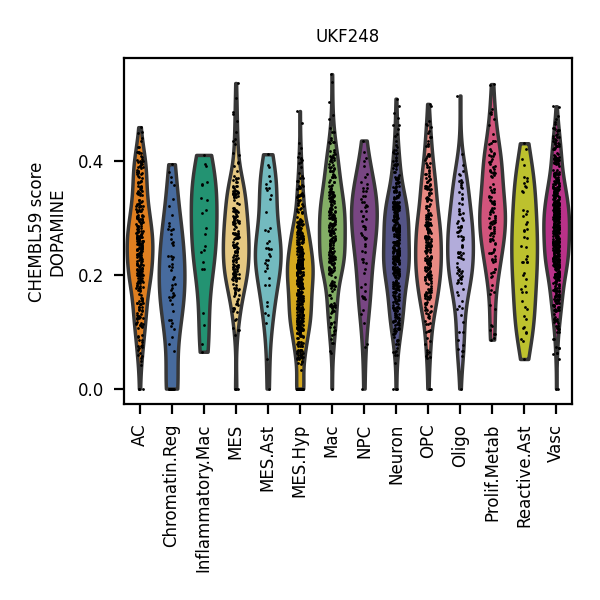 UKF248
CHEMBL59 score
DOPAMINE
0.4
0.2
0.0
AC
Chromatin.Reg
Inflammatory.Mac
MES
MES.Ast
MES.Hyp
Mac
NPC
Neuron
OPC
Oligo
Prolif.Metab
Reactive.Ast
Vasc